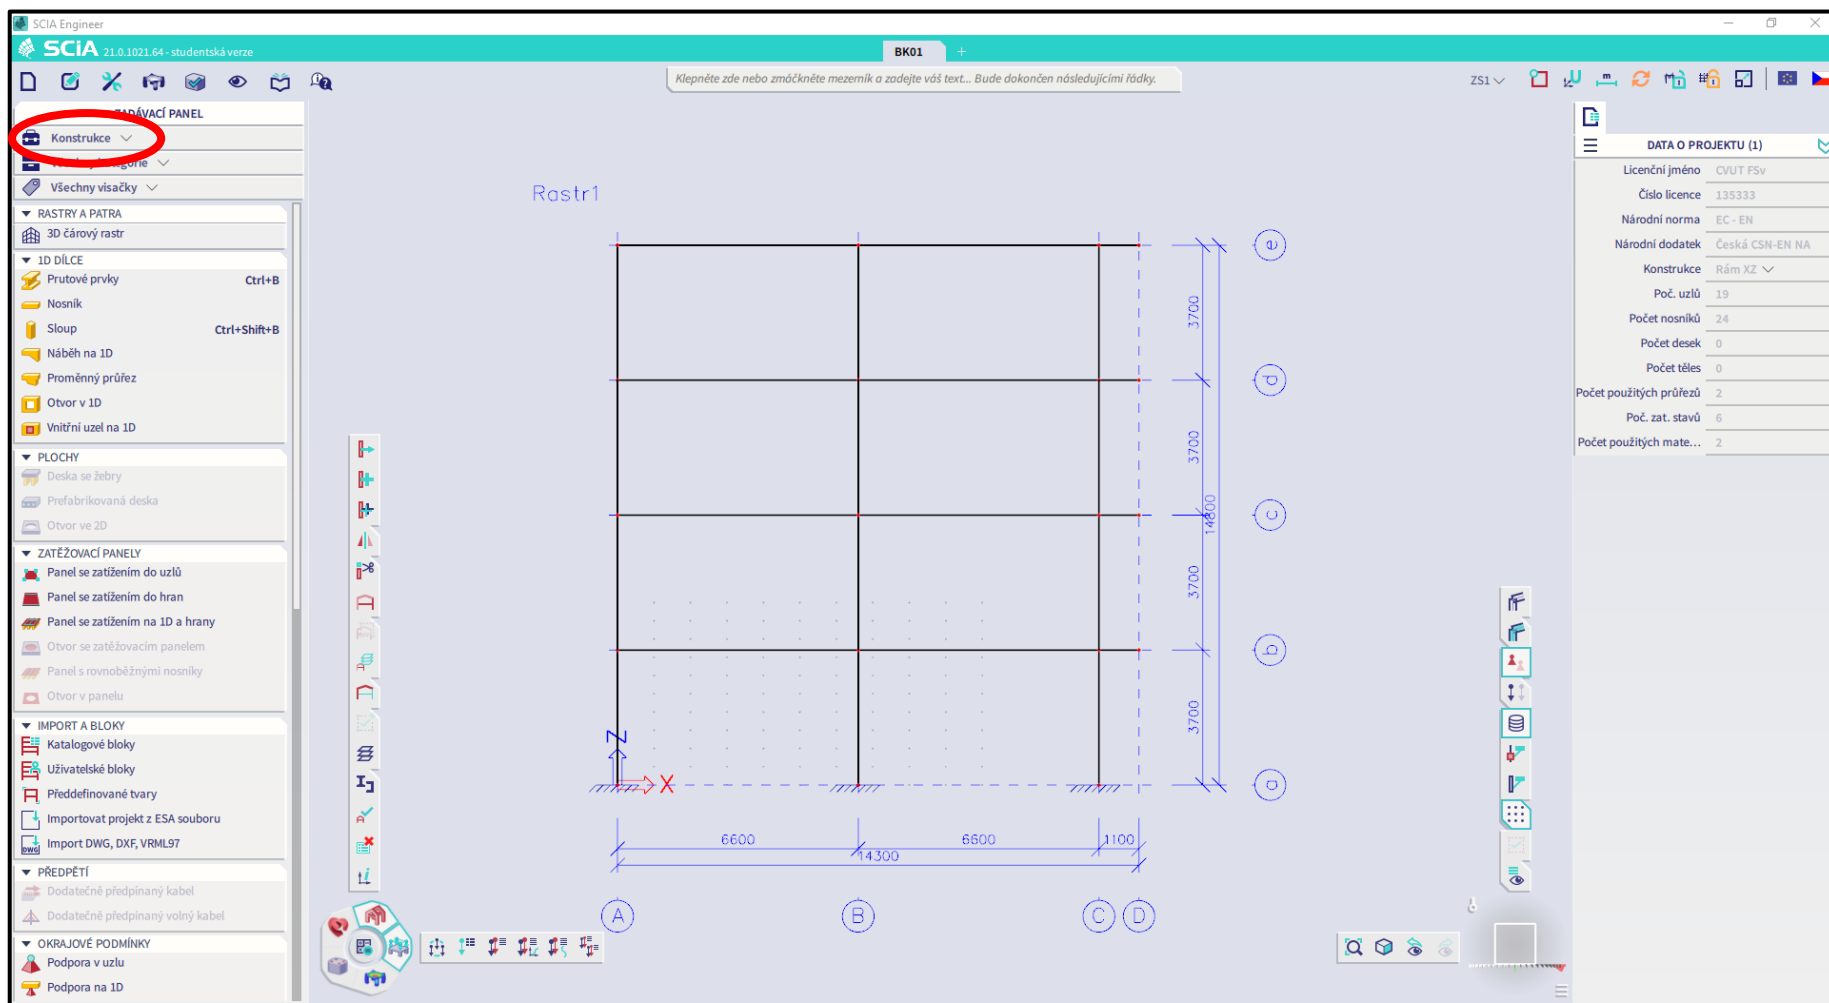 SCIA Engineer
SCiA 21.0.1021.64 - studentská verze
BK01
Klepněte zde nebo zmáčkněte mezerník a zadejte váš text... Bude dokončen následujícími řádky.
ZS1
ZADÁVACÍ PANEL
Konstrukce
Všechny visačky
RASTRY A PATRA
3D čárový rastr
1D DÍLCE
Prutové prvky Ctrl+B
Nosník
Sloup Ctrl+Shift+B
Náběh na 1D
Proměnný průřez
Otvor v 1D
Vnitřní uzel na 1D
PLOCHY
Deska se žebry
Prefabrikovaná deska
Otvor ve 2D
ZATĚŽOVACÍ PANELY
Panel se zatížením do uzlů
Panel se zatížením do hran
Panel se zatížením na 1D a hrany
Otvor se zatěžovacím panelem
Panel s rovnoběžnými nosníky
Otvor v panelu
IMPORT A BLOKY
Katalogové bloky
Uživatelské bloky
Předdefinované tvary
Importovat projekt z ESA souboru
Import DWG, DXF, VRML97
PŘEDPĚTÍ
Dodatečně předpínaný kabel
Dodatečně předpínaný volný kabel
OKRAJOVÉ PODMÍNKY
Podpora v uzlu
Podpora na 1D
Rastr1
e
3700
d
3700
c
14800
3700
b
3700
a
Z
X
6600
6600
1100
14300
A
B
C
D
DATA O PROJEKTU (1)
Licenční jméno CVUT FSv
Číslo licence 135333
Národní norma EC - EN
Národní dodatek Česká CSN-EN NA
Konstrukce Rám XZ
Poč. uzlů 19
Počet nosníků 24
Počet desek 0
Počet těles 0
Počet použitých průřezů 2
Poč. zat. stavů 6
Počet použitých mate... 2